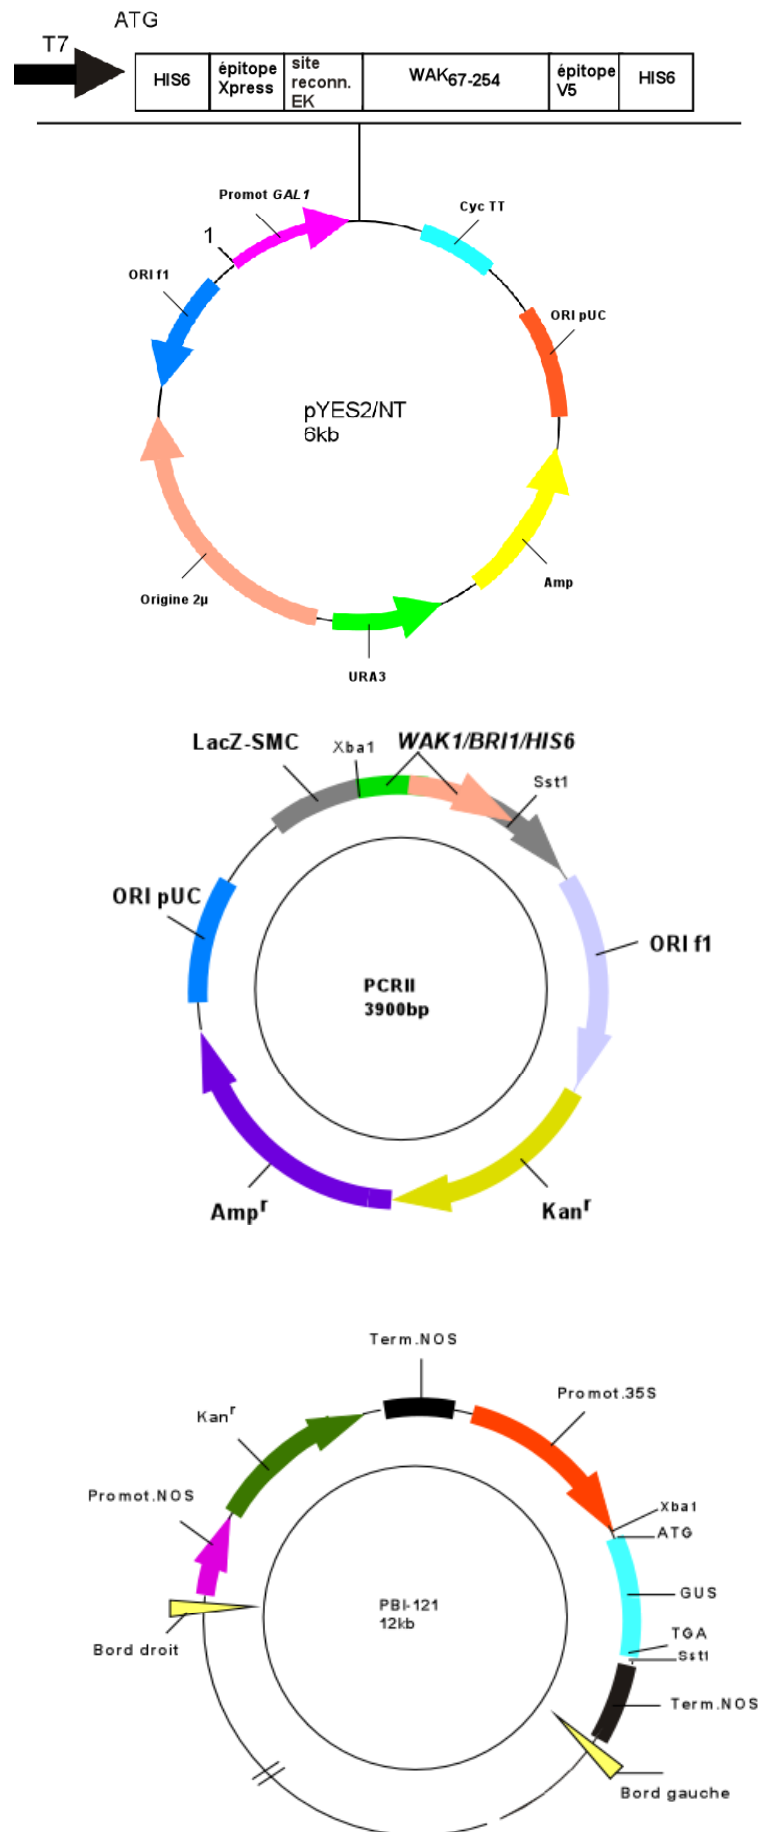 ATG
T7
HIS6
épitope
Xpress
site
reconn.
EK
WAK67-254
épitope
V5
HIS6
Promot GAL1
Cyc TT
1
ORI f1
ORI pUC
pYES2/NT
6kb
Amp
Origine 2µ
URA3
LacZ-SMC
Xba1
WAK1/BRI1/HIS6
Sst1
ORI pUC
ORI f1
PCRII
3900bp
Ampr
Kanr
Term.NOS
Promot.35S
Kanr
Promot.NOS
Xba1
ATG
GUS
PBI-121
12kb
TGA
Sst1
Bord droit
Term.NOS
Bord gauche